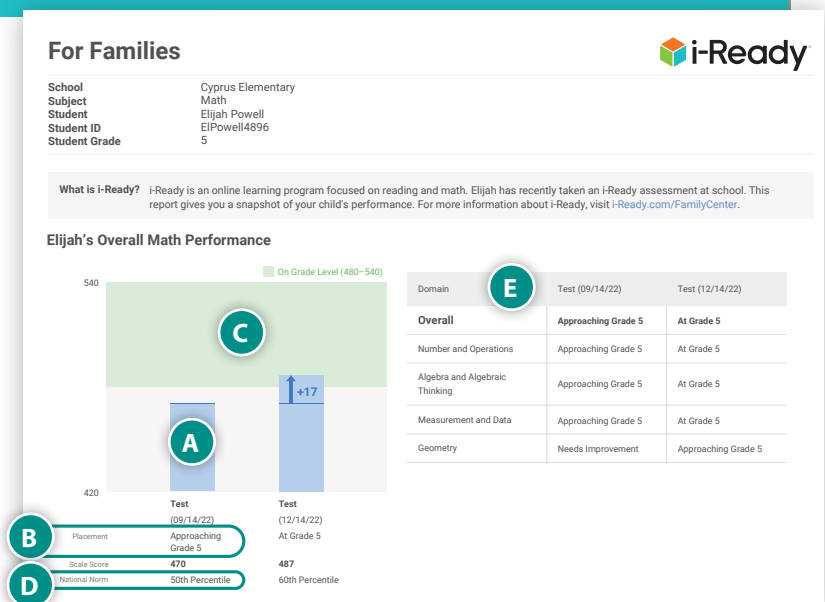 For Families
i-Ready
School Cyprus Elementary
Subject Math
Student Elijah Powell
Student ID ElPowell4896
Student Grade 5
What is i-Ready? i-Ready is an online learning program focused on reading and math. Elijah has recently taken an i-Ready assessment at school. This
report gives you a snapshot of your child's performance. For more information about i-Ready, visit i-Ready.com/FamilyCenter.
Elijah's Overall Math Performance
On Grade Level (480–540)
540
C
+17
A
420
Test Test
(09/14/22) (12/14/22)
B
Placement Approaching At Grade 5
Grade 5
Scale Score 470 487
D
National Norm 50th Percentile 60th Percentile
Domain E Test (09/14/22) Test (12/14/22)
Overall Approaching Grade 5 At Grade 5
Number and Operations Approaching Grade 5 At Grade 5
Algebra and Algebraic
Thinking Approaching Grade 5 At Grade 5
Measurement and Data Approaching Grade 5 At Grade 5
Geometry Needs Improvement Approaching Grade 5